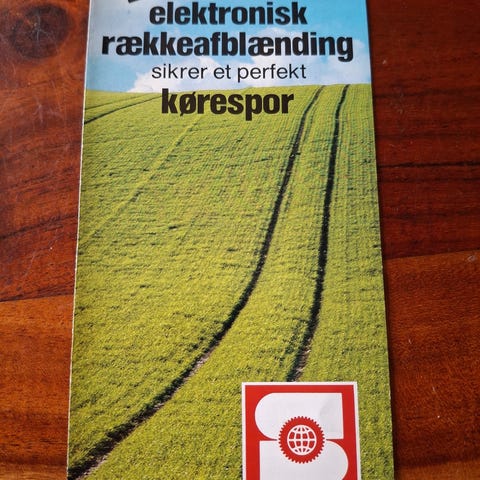 elektronisk
rækkeafblænding
sikrer et perfekt
kørespor